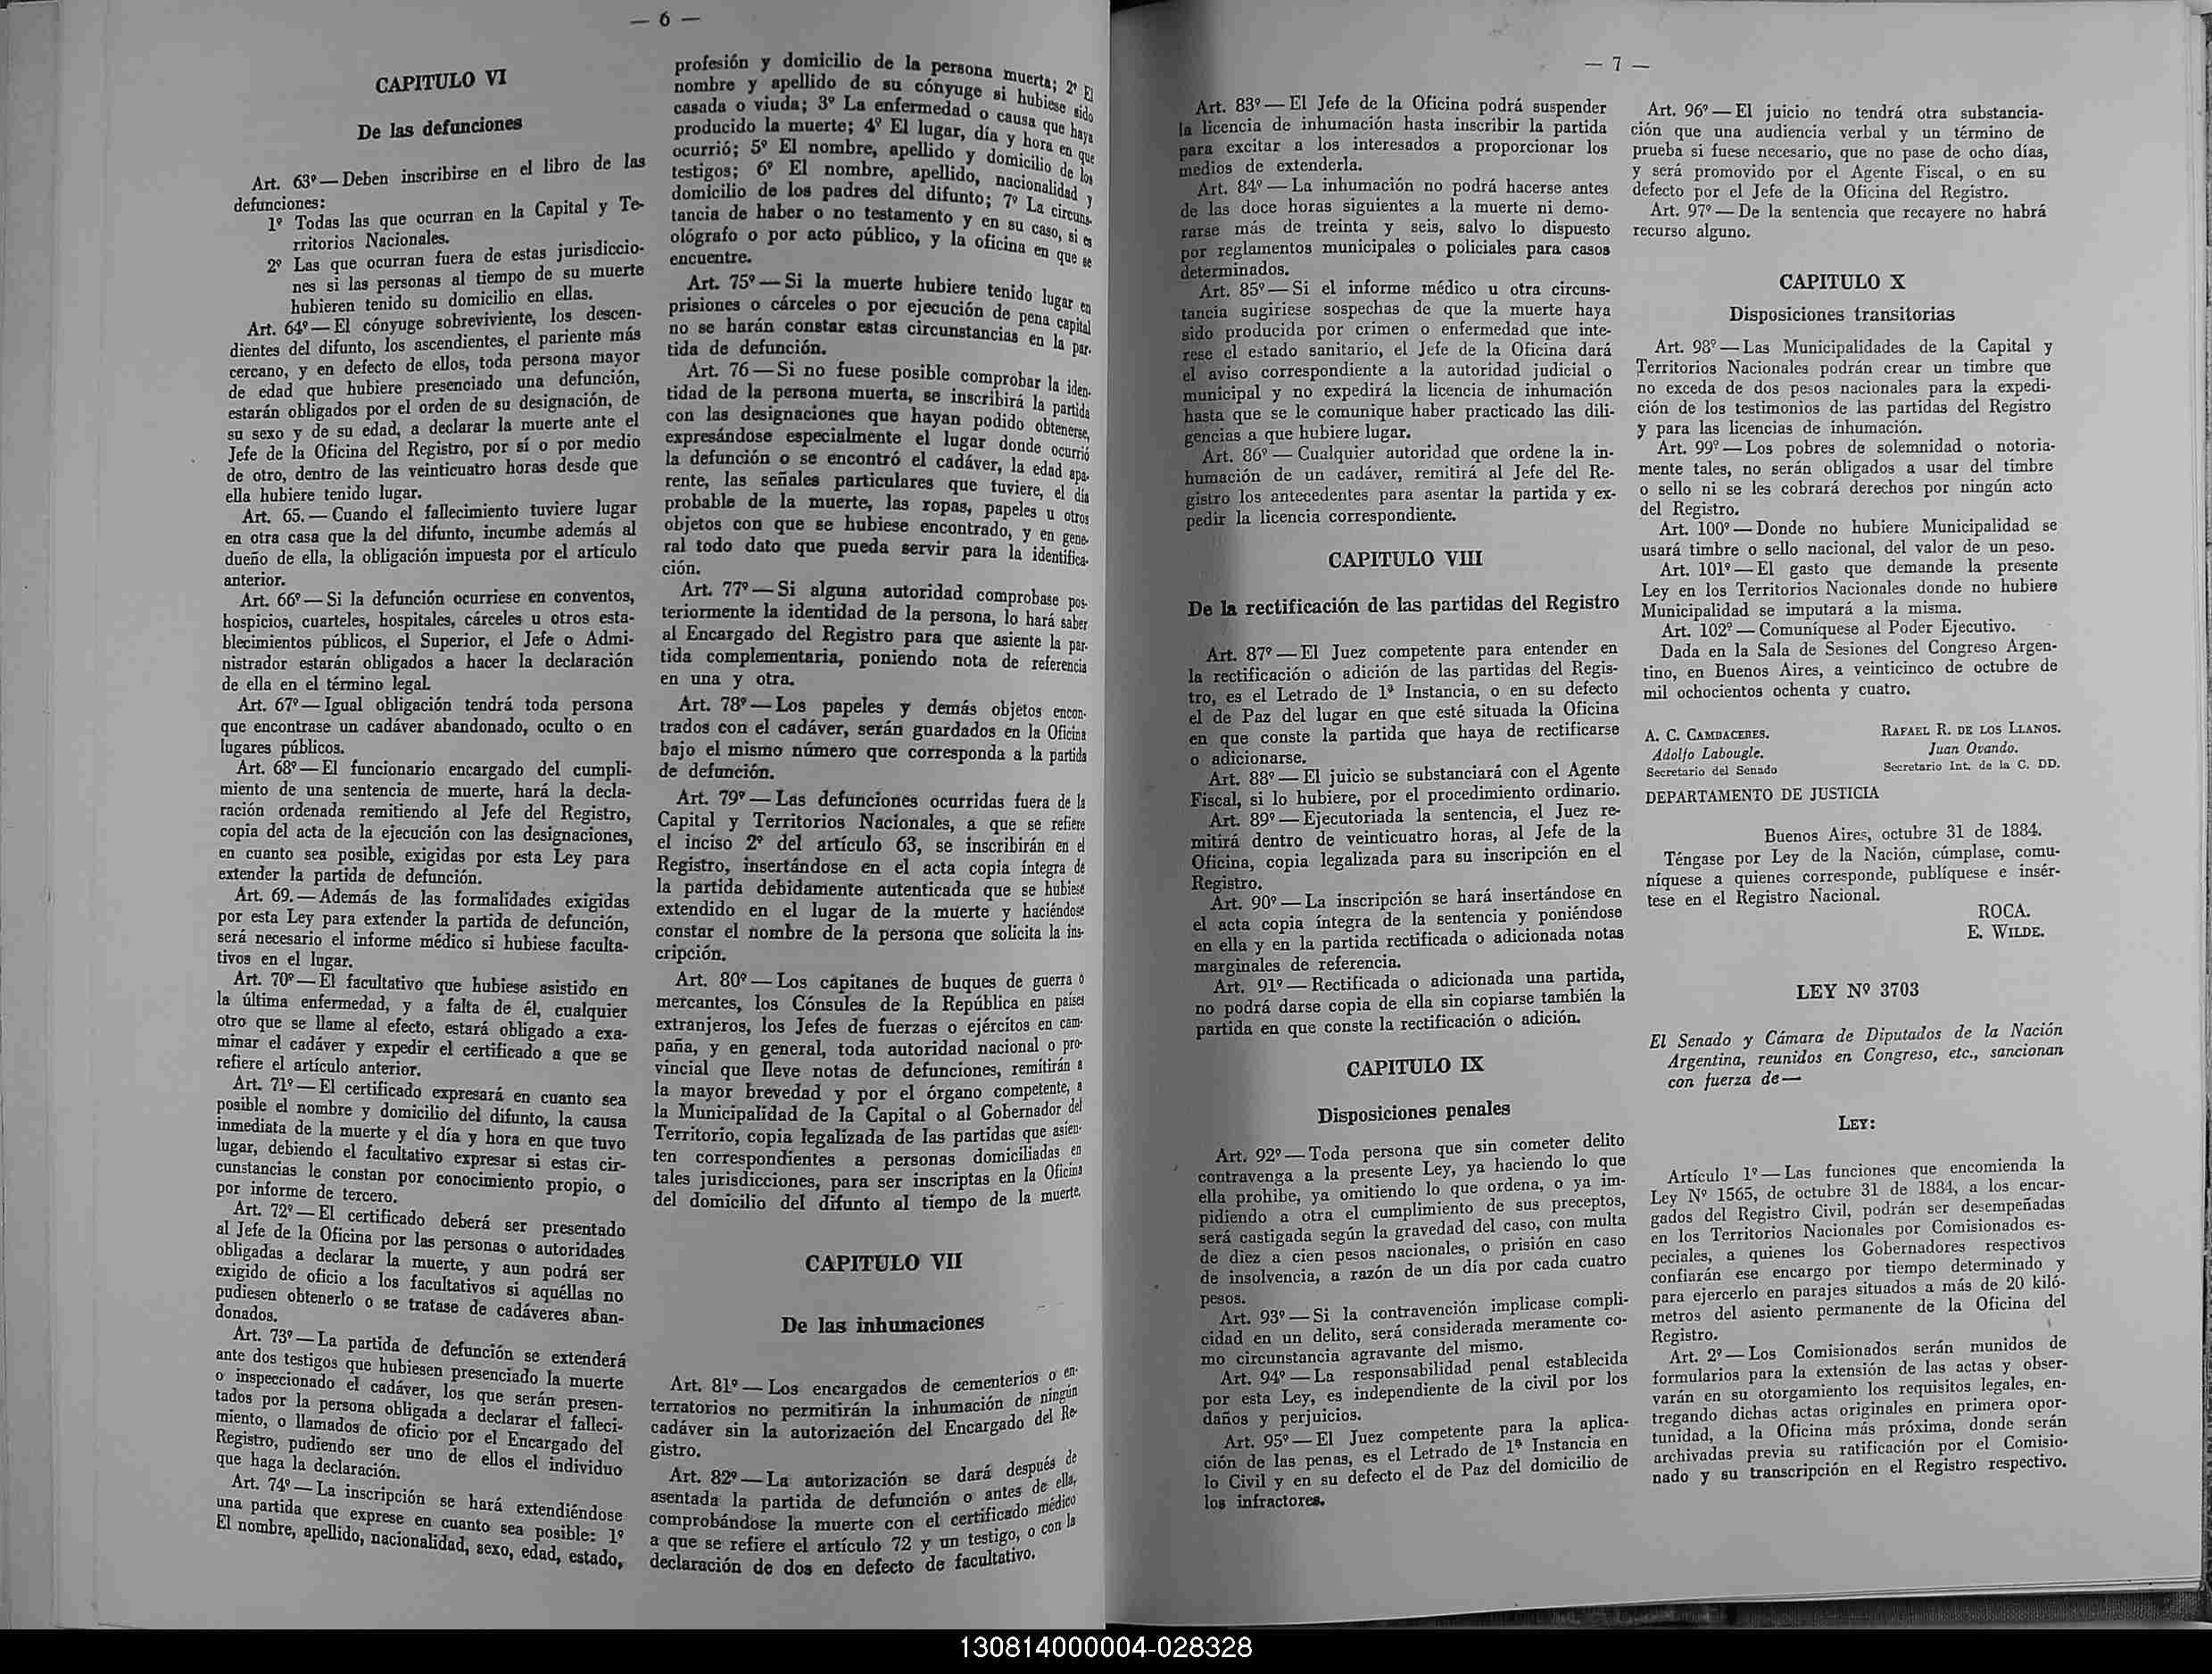 — 6 —
CAPITULO VI
De las defunciones
Art. 63º — Deben inscribirse en el libro de las
defunciones:
1º Todas las que ocurran en la Capital y Te-
rritorios Nacionales.
2º Las que ocurran fuera de estas jurisdiccio-
nes si las personas al tiempo de su muerte
hubieren tenido su domicilio en ellas.
Art. 64º — El cónyuge sobreviviente, los descen-
dientes del difunto, los ascendientes, el pariente más
cercano, y en defecto de ellos, toda persona mayor
de edad que hubiere presenciado una defunción,
estarán obligados por el orden de su designación, de
su sexo y de su edad, a declarar la muerte ante el
Jefe de la Oficina del Registro, por sí o por medio
de otro, dentro de las veinticuatro horas desde que
ella hubiere tenido lugar.
Art. 65. — Cuando el fallecimiento tuviere lugar
en otra casa que la del difunto, incumbe además al
dueño de ella, la obligación impuesta por el artículo
anterior.
Art. 66º — Si la defunción ocurriese en conventos,
hospicios, cuarteles, hospitales, cárceles u otros esta-
blecimientos públicos, el Superior, el Jefe o Admi-
nistrador estarán obligados a hacer la declaración
de ella en el término legal.
Art. 67º — Igual obligación tendrá toda persona
que encontrase un cadáver abandonado, oculto o en
lugares públicos.
Art. 68º — El funcionario encargado del cumpli-
miento de una sentencia de muerte, hará la decla-
ración ordenada remitiendo al Jefe del Registro,
copia del acta de la ejecución con las designaciones,
en cuanto sea posible, exigidas por esta Ley para
extender la partida de defunción.
Art. 69. — Además de las formalidades exigidas
por esta Ley para extender la partida de defunción,
será necesario el informe médico si hubiese faculta-
tivos en el lugar.
Art. 70º — El facultativo que hubiese asistido en
la última enfermedad, y a falta de él, cualquier
otro que se llame al efecto, estará obligado a exa-
minar el cadáver y expedir el certificado a que se
refiere el artículo anterior.
Art. 71º — El certificado expresará en cuanto sea
posible el nombre y domicilio del difunto, la causa
inmediata de la muerte y el día y hora en que tuvo
lugar, debiendo el facultativo expresar si estas cir-
cunstancias le constan por conocimiento propio, o
por informe de tercero.
Art. 72º — El certificado deberá ser presentado
al Jefe de la Oficina por las personas o autoridades
obligadas a declarar la muerte, y aun podrá ser
exigido de oficio a los facultativos si aquéllas no
pudiesen obtenerlo o se tratase de cadáveres aban-
donados.
Art. 73º — La partida de defunción se extenderá
ante dos testigos que hubiesen presenciado la muerte
o inspeccionado el cadáver, los que serán presen-
tados por la persona obligada a declarar el falleci-
miento, o llamados de oficio por el Encargado del
Registro, pudiendo ser uno de ellos el individuo
que haga la declaración.
Art. 74º — La inscripción se hará extendiéndose
una partida que exprese en cuanto sea posible: 1º
El nombre, apellido, nacionalidad, sexo, edad, estado,
profesión y domicilio de la persona muerta; 2º El
nombre y apellido de su cónyuge si hubiese sido
casada o viuda; 3º La enfermedad o causa que haya
producido la muerte; 4º El lugar, día y hora en que
ocurrió; 5º El nombre, apellido y domicilio de los
testigos; 6º El nombre, apellido, nacionalidad y
domicilio de los padres del difunto; 7º La circuns-
tancia de haber o no testamento y en su caso, si es
ológrafo o por acto público, y la oficina en que se
encuentre.
Art. 75º — Si la muerte hubiere tenido lugar en
prisiones o cárceles o por ejecución de pena capital
no se harán constar estas circunstancias en la par-
tida de defunción.
Art. 76 — Si no fuese posible comprobar la iden-
tidad de la persona muerta, se inscribirá la partida
con las designaciones que hayan podido obtenerse,
expresándose especialmente el lugar donde ocurrió
la defunción o se encontró el cadáver, la edad apa-
rente, las señales particulares que tuviere, el día
probable de la muerte, las ropas, papeles u otros
objetos con que se hubiese encontrado, y en gene-
ral todo dato que pueda servir para la identifica-
ción.
Art. 77º — Si alguna autoridad comprobase pos-
teriormente la identidad de la persona, lo hará saber
al Encargado del Registro para que asiente la par-
tida complementaria, poniendo nota de referencia
en una y otra.
Art. 78º — Los papeles y demás objetos encon-
trados con el cadáver, serán guardados en la Oficina
bajo el mismo número que corresponda a la partida
de defunción.
Art. 79º — Las defunciones ocurridas fuera de la
Capital y Territorios Nacionales, a que se refiere
el inciso 2º del artículo 63, se inscribirán en el
Registro, insertándose en el acta copia íntegra de
la partida debidamente autenticada que se hubiese
extendido en el lugar de la muerte y haciéndose
constar el nombre de la persona que solicita la ins-
cripción.
Art. 80º — Los capitanes de buques de guerra o
mercantes, los Cónsules de la República en países
extranjeros, los Jefes de fuerzas o ejércitos en cam-
paña, y en general, toda autoridad nacional o pro-
vincial que lleve notas de defunciones, remitirán a
la mayor brevedad y por el órgano competente, a
la Municipalidad de la Capital o al Gobernador del
Territorio, copia legalizada de las partidas que asien-
ten correspondientes a personas domiciliadas en
tales jurisdicciones, para ser inscriptas en la Oficina
del domicilio del difunto al tiempo de la muerte.
CAPITULO VII
De las inhumaciones
Art. 81º — Los encargados de cementerios o en-
terratorios no permitirán la inhumación de ningún
cadáver sin la autorización del Encargado del Re-
gistro.
Art. 82º — La autorización se dará después de
asentada la partida de defunción o antes de ella,
comprobándose la muerte con el certificado médico
a que se refiere el artículo 72 y un testigo, o con la
declaración de dos en defecto de facultativo.
— 7 —
Art. 83º — El Jefe de la Oficina podrá suspender
la licencia de inhumación hasta inscribir la partida
para excitar a los interesados a proporcionar los
medios de extenderla.
Art. 84º — La inhumación no podrá hacerse antes
de las doce horas siguientes a la muerte ni demo-
rarse más de treinta y seis, salvo lo dispuesto
por reglamentos municipales o policiales para casos
determinados.
Art. 85º — Si el informe médico u otra circuns-
tancia sugiriese sospechas de que la muerte haya
sido producida por crimen o enfermedad que inte-
rese el estado sanitario, el Jefe de la Oficina dará
el aviso correspondiente a la autoridad judicial o
municipal y no expedirá la licencia de inhumación
hasta que se le comunique haber practicado las dili-
gencias a que hubiere lugar.
Art. 86º — Cualquier autoridad que ordene la in-
humación de un cadáver, remitirá al Jefe del Re-
gistro los antecedentes para asentar la partida y ex-
pedir la licencia correspondiente.
CAPITULO VIII
De la rectificación de las partidas del Registro
Art. 87º — El Juez competente para entender en
la rectificación o adición de las partidas del Regis-
tro, es el Letrado de 1ª Instancia, o en su defecto
el de Paz del lugar en que esté situada la Oficina
en que conste la partida que haya de rectificarse
o adicionarse.
Art. 88º — El juicio se substanciará con el Agente
Fiscal, si lo hubiere, por el procedimiento ordinario.
Art. 89º — Ejecutoriada la sentencia, el Juez re-
mitirá dentro de veinticuatro horas, al Jefe de la
Oficina, copia legalizada para su inscripción en el
Registro.
Art. 90º — La inscripción se hará insertándose en
el acta copia íntegra de la sentencia y poniéndose
en ella y en la partida rectificada o adicionada notas
marginales de referencia.
Art. 91º — Rectificada o adicionada una partida,
no podrá darse copia de ella sin copiarse también la
partida en que conste la rectificación o adición.
CAPITULO IX
Disposiciones penales
Art. 92º — Toda persona que sin cometer delito
contravenga a la presente Ley, ya haciendo lo que
ella prohibe, ya omitiendo lo que ordena, o ya im-
pidiendo a otra el cumplimiento de sus preceptos,
será castigada según la gravedad del caso, con multa
de diez a cien pesos nacionales, o prisión en caso
de insolvencia, a razón de un día por cada cuatro
pesos.
Art. 93º — Si la contravención implicase compli-
cidad en un delito, será considerada meramente co-
mo circunstancia agravante del mismo.
Art. 94º — La responsabilidad penal establecida
por esta Ley, es independiente de la civil por los
daños y perjuicios.
Art. 95º — El Juez competente para la aplica-
ción de las penas, es el Letrado de 1ª Instancia en
lo Civil y en su defecto el de Paz del domicilio de
los infractores.
Art. 96º — El juicio no tendrá otra substancia-
ción que una audiencia verbal y un término de
prueba si fuese necesario, que no pase de ocho días,
y será promovido por el Agente Fiscal, o en su
defecto por el Jefe de la Oficina del Registro.
Art. 97º — De la sentencia que recayere no habrá
recurso alguno.
CAPITULO X
Disposiciones transitorias
Art. 98º — Las Municipalidades de la Capital y
Territorios Nacionales podrán crear un timbre que
no exceda de dos pesos nacionales para la expedi-
ción de los testimonios de las partidas del Registro
y para las licencias de inhumación.
Art. 99º — Los pobres de solemnidad o notoria-
mente tales, no serán obligados a usar del timbre
o sello ni se les cobrará derechos por ningún acto
del Registro.
Art. 100º — Donde no hubiere Municipalidad se
usará timbre o sello nacional, del valor de un peso.
Art. 101º — El gasto que demande la presente
Ley en los Territorios Nacionales donde no hubiere
Municipalidad se imputará a la misma.
Art. 102º — Comuníquese al Poder Ejecutivo.
Dada en la Sala de Sesiones del Congreso Argen-
tino, en Buenos Aires, a veinticinco de octubre de
mil ochocientos ochenta y cuatro.
A. C. CAMBACERES. RAFAEL R. DE LOS LLANOS.
Adolfo Labougle. Juan Ovando.
Secretario del Senado Secretario Int. de la C. DD.
DEPARTAMENTO DE JUSTICIA
Buenos Aires, octubre 31 de 1884.
Téngase por Ley de la Nación, cúmplase, comu-
níquese a quienes corresponde, publíquese e insér-
tese en el Registro Nacional.
ROCA.
E. WILDE.
LEY Nº 3703
El Senado y Cámara de Diputados de la Nación
Argentina, reunidos en Congreso, etc., sancionan
con fuerza de—
LEY:
Artículo 1º — Las funciones que encomienda la
Ley Nº 1565, de octubre 31 de 1884, a los encar-
gados del Registro Civil, podrán ser desempeñadas
en los Territorios Nacionales por Comisionados es-
peciales, a quienes los Gobernadores respectivos
confiarán ese encargo por tiempo determinado y
para ejercerlo en parajes situados a más de 20 kiló-
metros del asiento permanente de la Oficina del
Registro.
Art. 2º — Los Comisionados serán munidos de
formularios para la extensión de las actas y obser-
varán en su otorgamiento los requisitos legales, en-
tregando dichas actas originales en primera opor-
tunidad, a la Oficina más próxima, donde serán
archivadas previa su ratificación por el Comisio-
nado y su transcripción en el Registro respectivo.
130814000004-028328